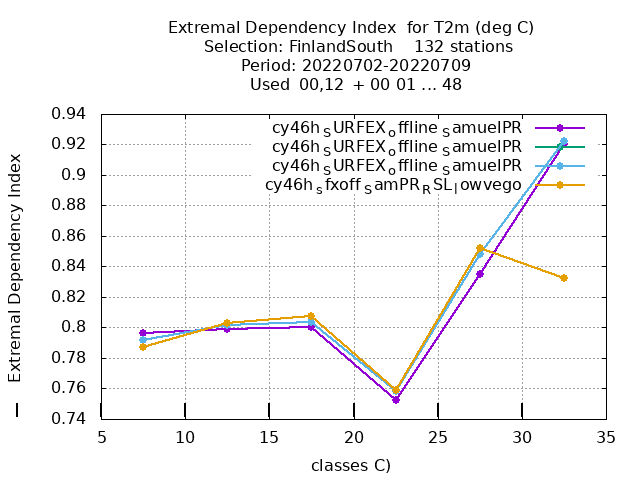 Extremal Dependency Index  for T2m (deg C)
Selection: FinlandSouth    132 stations
Period: 20220702-20220709
Used  00,12  + 00 01 ... 48
Extremal Dependency Index
0.94
0.92
0.9
0.88
0.86
0.84
0.82
0.8
0.78
0.76
0.74
cy46h_SURFEX_offline_SamuelPR
cy46h_SURFEX_offline_SamuelPR
cy46h_SURFEX_offline_SamuelPR
cy46h_sfxoff_SamPR_RSL_lowvego
5 10 15 20 25 30 35
classes C)